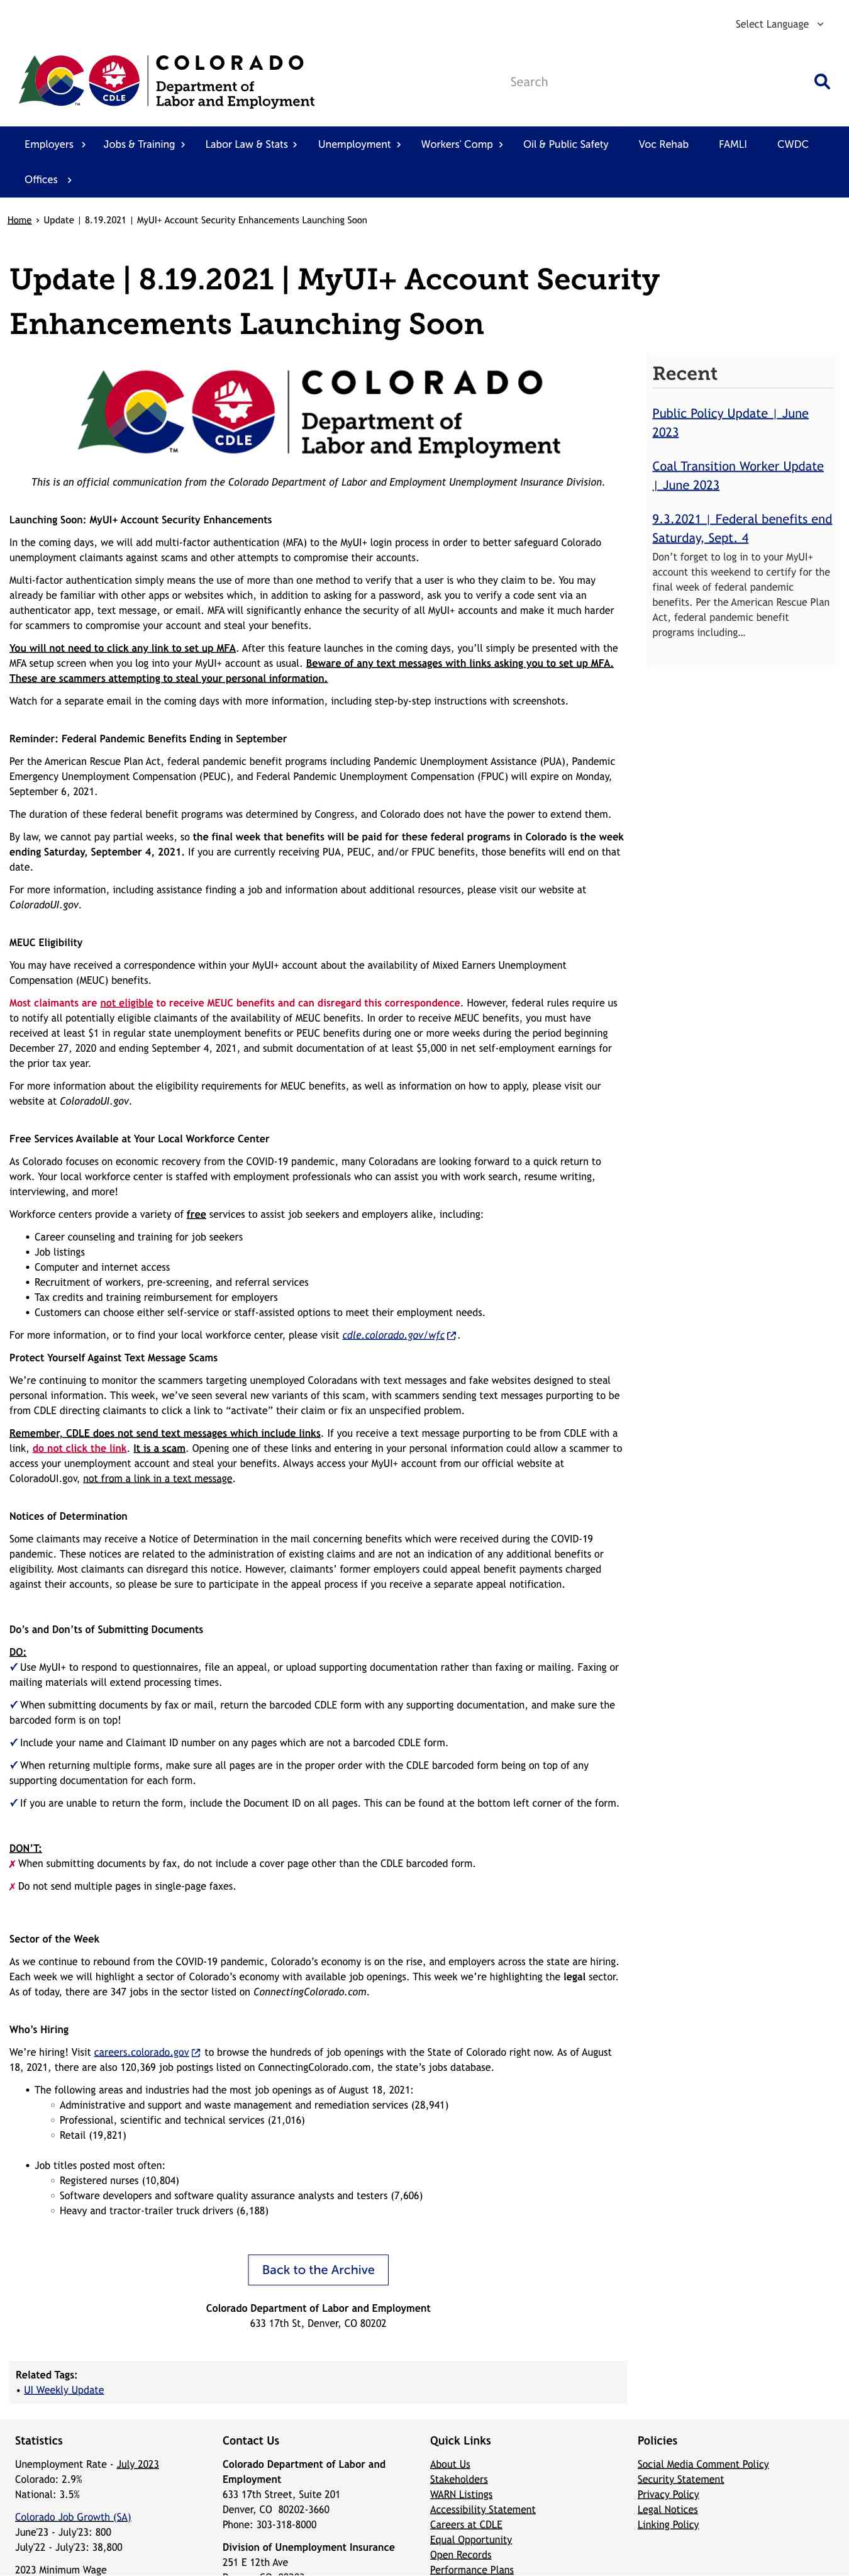 Select Language
COLORADO
Department of
Labor and Employment
CDLE
TM
Search
Employers
Jobs & Training
Labor Law & Stats
Unemployment
Workers' Comp
Oil & Public Safety
Voc Rehab
FAMLI
CWDC
Offices
Home › Update | 8.19.2021 | MyUI+ Account Security Enhancements Launching Soon
Update | 8.19.2021 | MyUI+ Account Security
Enhancements Launching Soon
COLORADO
Department of
Labor and Employment
CDLE
TM
This is an official communication from the Colorado Department of Labor and Employment Unemployment Insurance Division.
Launching Soon: MyUI+ Account Security Enhancements
In the coming days, we will add multi-factor authentication (MFA) to the MyUI+ login process in order to better safeguard Colorado
unemployment claimants against scams and other attempts to compromise their accounts.
Multi-factor authentication simply means the use of more than one method to verify that a user is who they claim to be. You may
already be familiar with other apps or websites which, in addition to asking for a password, ask you to verify a code sent via an
authenticator app, text message, or email. MFA will significantly enhance the security of all MyUI+ accounts and make it much harder
for scammers to compromise your account and steal your benefits.
You will not need to click any link to set up MFA. After this feature launches in the coming days, you’ll simply be presented with the
MFA setup screen when you log into your MyUI+ account as usual. Beware of any text messages with links asking you to set up MFA.
These are scammers attempting to steal your personal information.
Watch for a separate email in the coming days with more information, including step-by-step instructions with screenshots.
Reminder: Federal Pandemic Benefits Ending in September
Per the American Rescue Plan Act, federal pandemic benefit programs including Pandemic Unemployment Assistance (PUA), Pandemic
Emergency Unemployment Compensation (PEUC), and Federal Pandemic Unemployment Compensation (FPUC) will expire on Monday,
September 6, 2021.
The duration of these federal benefit programs was determined by Congress, and Colorado does not have the power to extend them.
By law, we cannot pay partial weeks, so the final week that benefits will be paid for these federal programs in Colorado is the week
ending Saturday, September 4, 2021. If you are currently receiving PUA, PEUC, and/or FPUC benefits, those benefits will end on that
date.
For more information, including assistance finding a job and information about additional resources, please visit our website at
ColoradoUI.gov.
MEUC Eligibility
You may have received a correspondence within your MyUI+ account about the availability of Mixed Earners Unemployment
Compensation (MEUC) benefits.
Most claimants are not eligible to receive MEUC benefits and can disregard this correspondence. However, federal rules require us
to notify all potentially eligible claimants of the availability of MEUC benefits. In order to receive MEUC benefits, you must have
received at least $1 in regular state unemployment benefits or PEUC benefits during one or more weeks during the period beginning
December 27, 2020 and ending September 4, 2021, and submit documentation of at least $5,000 in net self-employment earnings for
the prior tax year.
For more information about the eligibility requirements for MEUC benefits, as well as information on how to apply, please visit our
website at ColoradoUI.gov.
Free Services Available at Your Local Workforce Center
As Colorado focuses on economic recovery from the COVID-19 pandemic, many Coloradans are looking forward to a quick return to
work. Your local workforce center is staffed with employment professionals who can assist you with work search, resume writing,
interviewing, and more!
Workforce centers provide a variety of free services to assist job seekers and employers alike, including:
• Career counseling and training for job seekers
• Job listings
• Computer and internet access
• Recruitment of workers, pre-screening, and referral services
• Tax credits and training reimbursement for employers
• Customers can choose either self-service or staff-assisted options to meet their employment needs.
For more information, or to find your local workforce center, please visit cdle.colorado.gov/wfc.
Protect Yourself Against Text Message Scams
We’re continuing to monitor the scammers targeting unemployed Coloradans with text messages and fake websites designed to steal
personal information. This week, we’ve seen several new variants of this scam, with scammers sending text messages purporting to be
from CDLE directing claimants to click a link to “activate” their claim or fix an unspecified problem.
Remember, CDLE does not send text messages which include links. If you receive a text message purporting to be from CDLE with a
link, do not click the link. It is a scam. Opening one of these links and entering in your personal information could allow a scammer to
access your unemployment account and steal your benefits. Always access your MyUI+ account from our official website at
ColoradoUI.gov, not from a link in a text message.
Notices of Determination
Some claimants may receive a Notice of Determination in the mail concerning benefits which were received during the COVID-19
pandemic. These notices are related to the administration of existing claims and are not an indication of any additional benefits or
eligibility. Most claimants can disregard this notice. However, claimants’ former employers could appeal benefit payments charged
against their accounts, so please be sure to participate in the appeal process if you receive a separate appeal notification.
Do’s and Don’ts of Submitting Documents
DO:
✓ Use MyUI+ to respond to questionnaires, file an appeal, or upload supporting documentation rather than faxing or mailing. Faxing or
mailing materials will extend processing times.
✓ When submitting documents by fax or mail, return the barcoded CDLE form with any supporting documentation, and make sure the
barcoded form is on top!
✓ Include your name and Claimant ID number on any pages which are not a barcoded CDLE form.
✓ When returning multiple forms, make sure all pages are in the proper order with the CDLE barcoded form being on top of any
supporting documentation for each form.
✓ If you are unable to return the form, include the Document ID on all pages. This can be found at the bottom left corner of the form.
DON’T:
✗ When submitting documents by fax, do not include a cover page other than the CDLE barcoded form.
✗ Do not send multiple pages in single-page faxes.
Sector of the Week
As we continue to rebound from the COVID-19 pandemic, Colorado’s economy is on the rise, and employers across the state are hiring.
Each week we will highlight a sector of Colorado’s economy with available job openings. This week we’re highlighting the legal sector.
As of today, there are 347 jobs in the sector listed on ConnectingColorado.com.
Who’s Hiring
We’re hiring! Visit careers.colorado.gov to browse the hundreds of job openings with the State of Colorado right now. As of August
18, 2021, there are also 120,369 job postings listed on ConnectingColorado.com, the state’s jobs database.
• The following areas and industries had the most job openings as of August 18, 2021:
◦ Administrative and support and waste management and remediation services (28,941)
◦ Professional, scientific and technical services (21,016)
◦ Retail (19,821)
• Job titles posted most often:
◦ Registered nurses (10,804)
◦ Software developers and software quality assurance analysts and testers (7,606)
◦ Heavy and tractor-trailer truck drivers (6,188)
Back to the Archive
Colorado Department of Labor and Employment
633 17th St, Denver, CO 80202
Related Tags:
• UI Weekly Update
Recent
Public Policy Update | June
2023
Coal Transition Worker Update
| June 2023
9.3.2021 | Federal benefits end
Saturday, Sept. 4
Don’t forget to log in to your MyUI+
account this weekend to certify for the
final week of federal pandemic
benefits. Per the American Rescue Plan
Act, federal pandemic benefit
programs including…
Statistics
Unemployment Rate - July 2023
Colorado: 2.9%
National: 3.5%
Colorado Job Growth (SA)
June'23 - July'23: 800
July'22 - July'23: 38,800
2023 Minimum Wage
Contact Us
Colorado Department of Labor and
Employment
633 17th Street, Suite 201
Denver, CO 80202-3660
Phone: 303-318-8000
Division of Unemployment Insurance
251 E 12th Ave
Quick Links
About Us
Stakeholders
WARN Listings
Accessibility Statement
Careers at CDLE
Equal Opportunity
Open Records
Performance Plans
Policies
Social Media Comment Policy
Security Statement
Privacy Policy
Legal Notices
Linking Policy